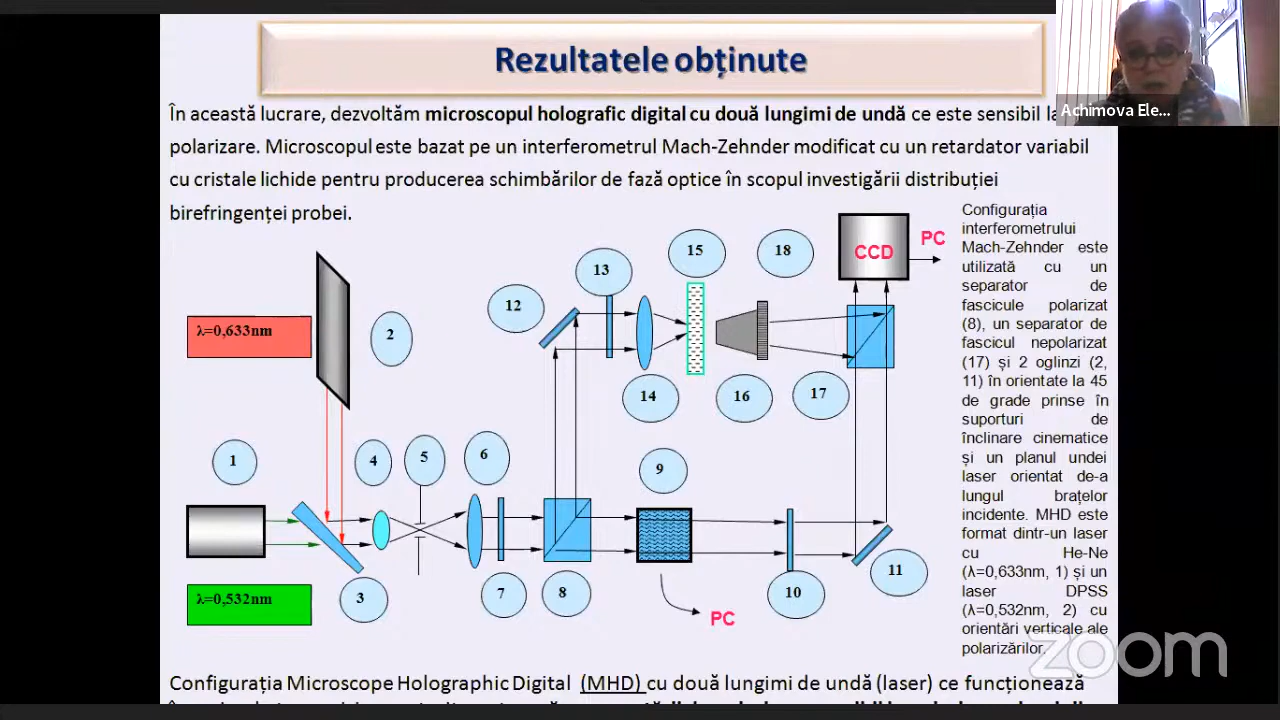 Rezultatele obținute
Achimova Ele...
În această lucrare, dezvoltăm microscopul holografic digital cu două lungimi de undă ce este sensibil la
polarizare. Microscopul este bazat pe un interferometrul Mach-Zehnder modificat cu un retardator variabil
cu cristale lichide pentru producerea schimbărilor de fază optice în scopul investigării distribuției
birefringenței probei.
Configurația
interferometrului
Mach-Zehnder este
utilizată cu un
separator de
fascicule polarizat
(8), un separator de
fascicul nepolarizat
(17) și 2 oglinzi (2,
11) în orientate la 45
de grade prinse în
suporturi de
înclinare cinematice
și un planul undei
laser orientat de-a
lungul brațelor
incidente. MHD este
format dintr-un laser
cu He-Ne
(λ=0,633nm, 1) și un
laser DPSS
(λ=0,532nm, 2) cu
orientări verticale ale
polarizărilor.
15
18
CCD
PC
13
12
λ=0,633nm
2
14
16
17
1
4
5
6
9
λ=0,532nm
3
7
8
10
11
PC
zoom
Configurația Microscope Holographic Digital (MHD) cu două lungimi de undă (laser) ce funcționează